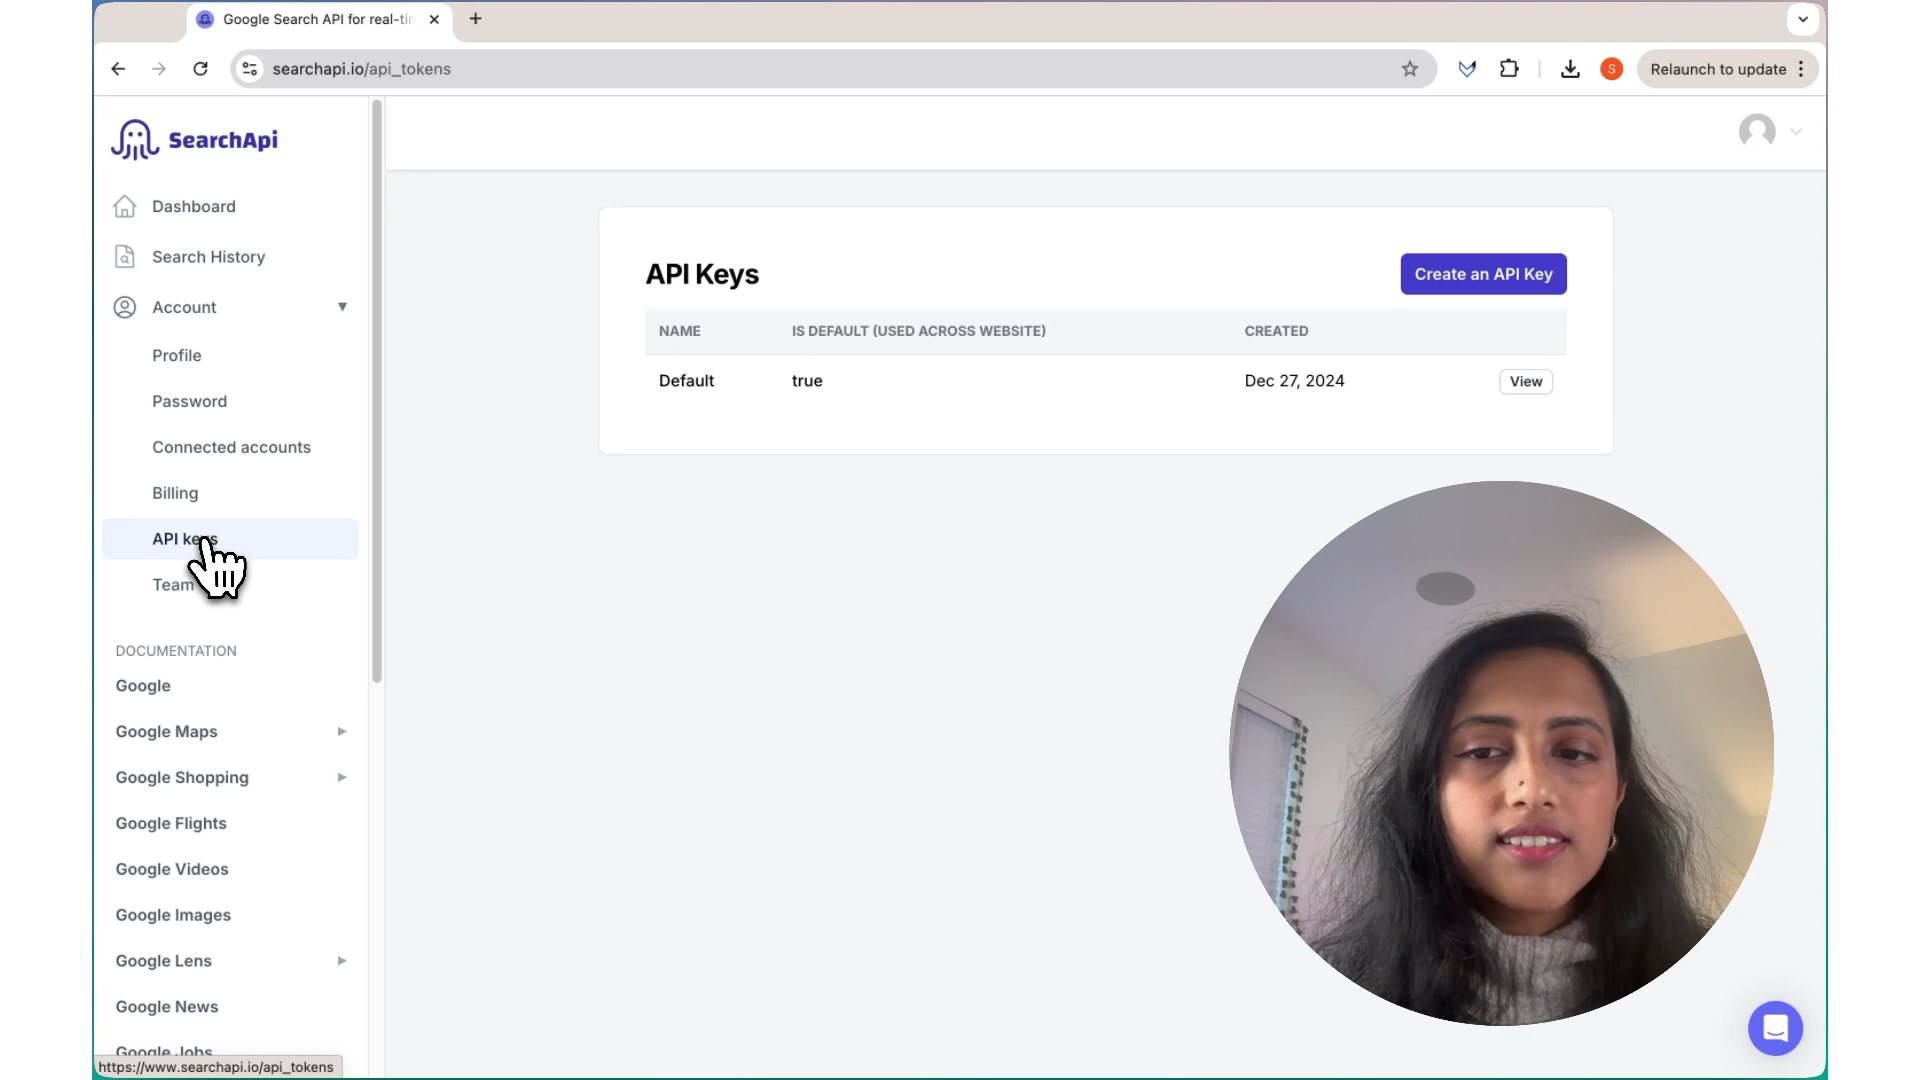 Google Search API for real-tin
searchapi.io/api_tokens
S
Relaunch to update
SearchApi
Dashboard
Search History
Account
Profile
Password
Connected accounts
Billing
API keys
Team
DOCUMENTATION
Google
Google Maps
Google Shopping
Google Flights
Google Videos
Google Images
Google Lens
Google News
Google Jobs
https://www.searchapi.io/api_tokens
API Keys
Create an API Key
NAME IS DEFAULT (USED ACROSS WEBSITE) CREATED
Default true Dec 27, 2024 View